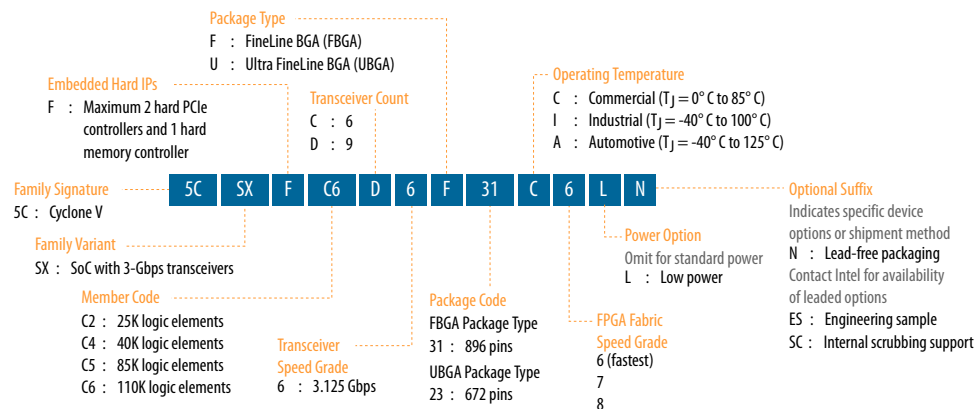 Package Type
F : FineLine BGA (FBGA)
U : Ultra FineLine BGA (UBGA)
Embedded Hard IPs
F : Maximum 2 hard PCIe
controllers and 1 hard
memory controller
Transceiver Count
C : 6
D : 9
Operating Temperature
C : Commercial (TJ = 0° C to 85° C)
I : Industrial (TJ = -40° C to 100° C)
A : Automotive (TJ = -40° C to 125° C)
Family Signature
5C : Cyclone V
5C SX F C6 D 6 F 31 C 6 L N
Optional Suffix
Indicates specific device
options or shipment method
N : Lead-free packaging
Contact Intel for availability
of leaded options
ES : Engineering sample
SC : Internal scrubbing support
Family Variant
SX : SoC with 3-Gbps transceivers
Power Option
Omit for standard power
L : Low power
Member Code
C2 : 25K logic elements
C4 : 40K logic elements
C5 : 85K logic elements
C6 : 110K logic elements
Transceiver
Speed Grade
6 : 3.125 Gbps
Package Code
FBGA Package Type
31 : 896 pins
UBGA Package Type
23 : 672 pins
FPGA Fabric
Speed Grade
6 (fastest)
7
8